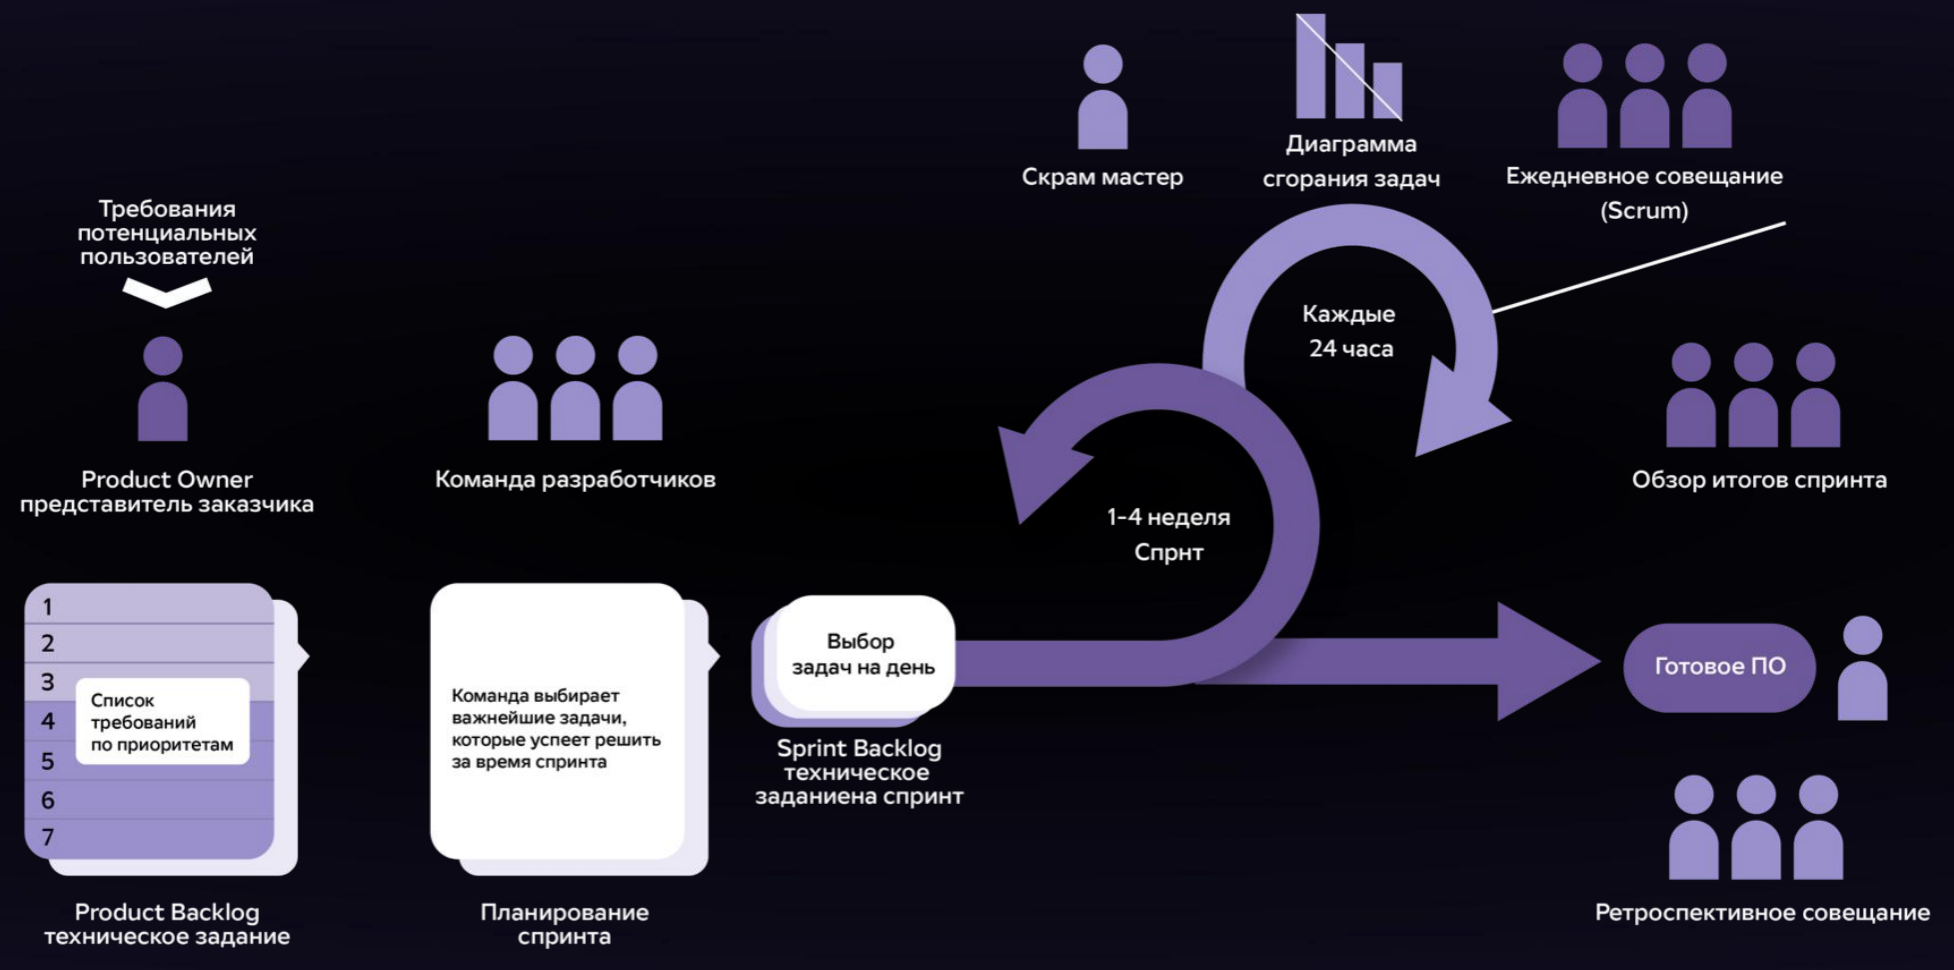 Требования
потенциальных
пользователей
Product Owner
представитель заказчика
1
2
3
4
5
6
7
Список
требований
по приоритетам
Product Backlog
техническое задание
Команда разработчиков
Команда выбирает
важнейшие задачи,
которые успеет решить
за время спринта
Планирование
спринта
Выбор
задач на день
Sprint Backlog
техническое
заданиена спринт
1-4 неделя
Спрнт
Скрам мастер
Диаграмма
сгорания задач
Ежедневное совещание
(Scrum)
Каждые
24 часа
Обзор итогов спринта
Готовое ПО
Ретроспективное совещание